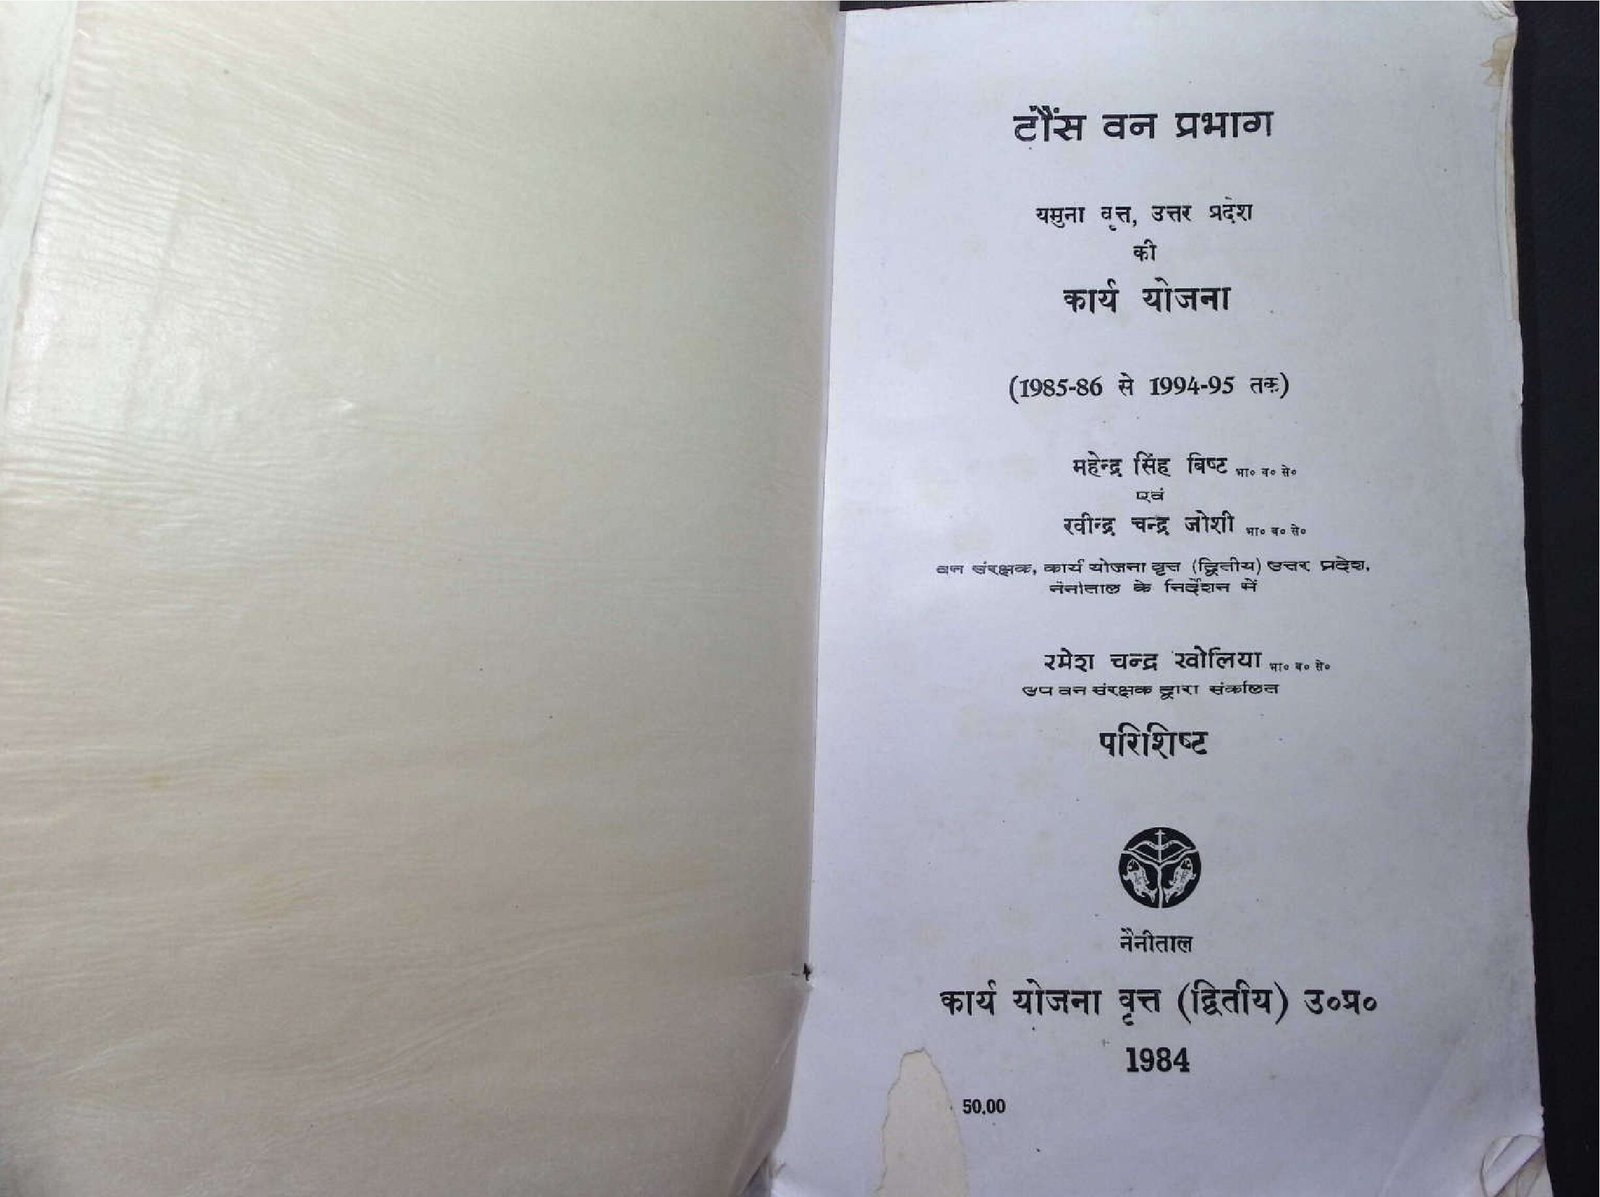 टौंस वन प्रभाग
यमुना वृत्त, उत्तर प्रदेश
की
कार्य योजना
(1985-86 से 1994-95 तक)
महेन्द्र सिंह बिष्ट भा० व० से०
एवं
रवीन्द्र चन्द्र जोशी भा० व० से०
वन संरक्षक, कार्य योजना वृत्त (द्वितीय) उत्तर प्रदेश,
नैनीताल के निर्देशन में
रमेश चन्द्र खोलिया भा० व० से०
उप वन संरक्षक द्वारा संकलित
परिशिष्ट
नैनीताल
कार्य योजना वृत्त (द्वितीय) उ०प्र०
1984
50.00